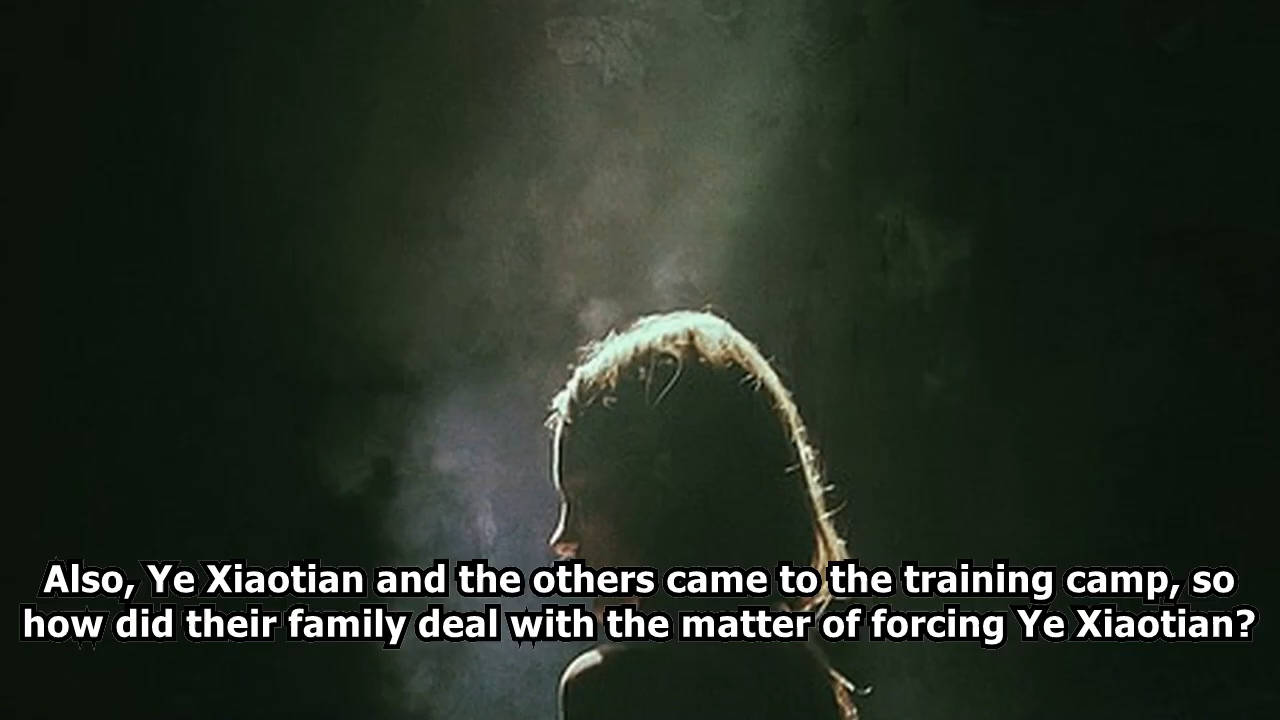 Also, Ye Xiaotian and the others came to the training camp, so
how did their family deal with the matter of forcing Ye Xiaotian?